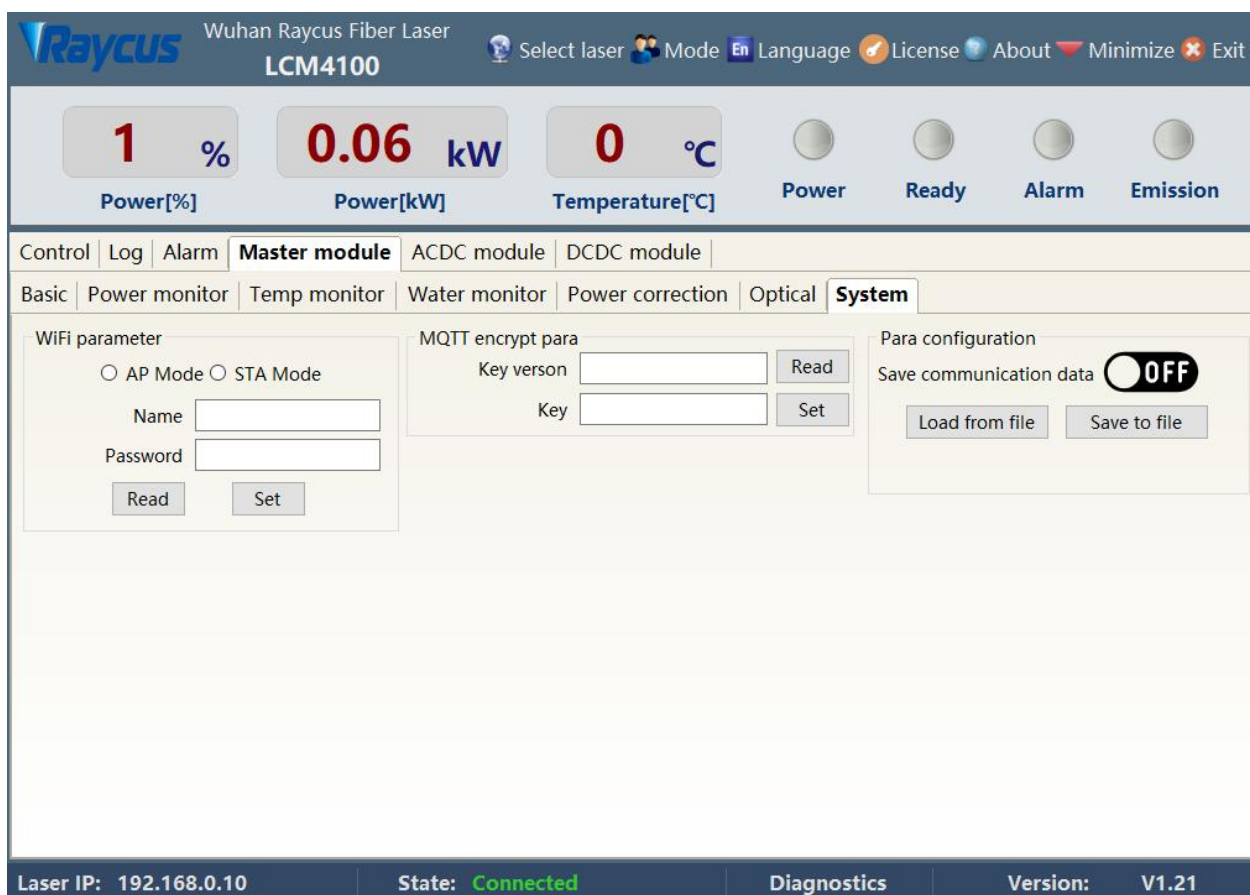 Raycus Wuhan Raycus Fiber Laser LCM4100 Select laser Mode En Language License About Minimize Exit
1 % 0.06 kW 0 ℃
Power[%] Power[kW] Temperature[℃] Power Ready Alarm Emission
Control Log Alarm Master module ACDC module DCDC module
Basic Power monitor Temp monitor Water monitor Power correction Optical System
WiFi parameter
AP Mode STA Mode
Name
Password
Read Set
MQTT encrypt para
Key verson Read
Key Set
Para configuration
Save communication data OFF
Load from file Save to file
Laser IP: 192.168.0.10 State: Connected Diagnostics Version: V1.21